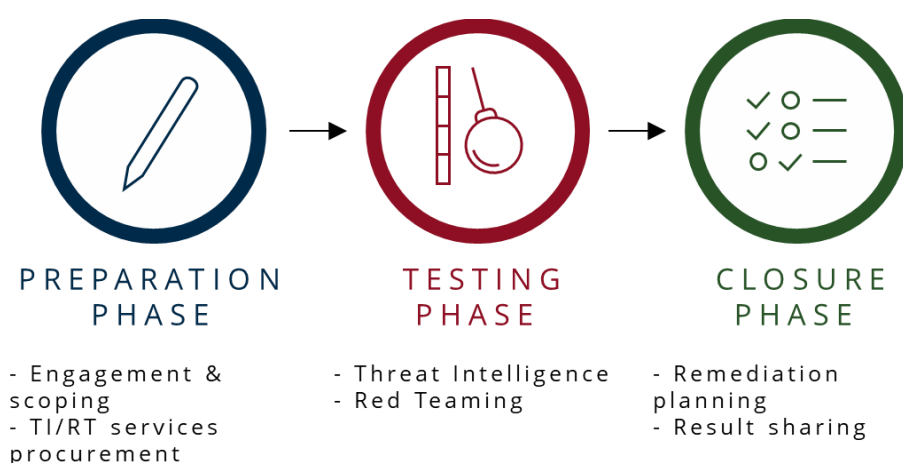 PREPARATION
PHASE
- Engagement &
scoping
- TI/RT services
procurement
TESTING
PHASE
- Threat Intelligence
- Red Teaming
CLOSURE
PHASE
- Remediation
planning
- Result sharing